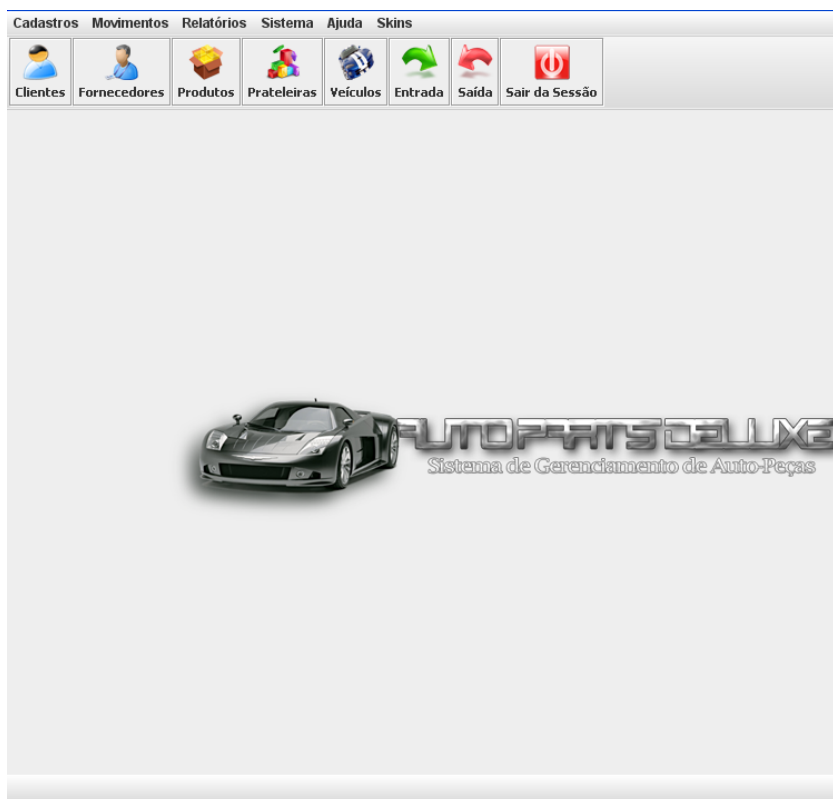 Cadastros Movimentos Relatórios Sistema Ajuda Skins
Clientes Fornecedores Produtos Prateleiras Veículos Entrada Saída Sair da Sessão
AUTO PARTS DELUXE
Sistema de Gerenciamento de Auto-Peças